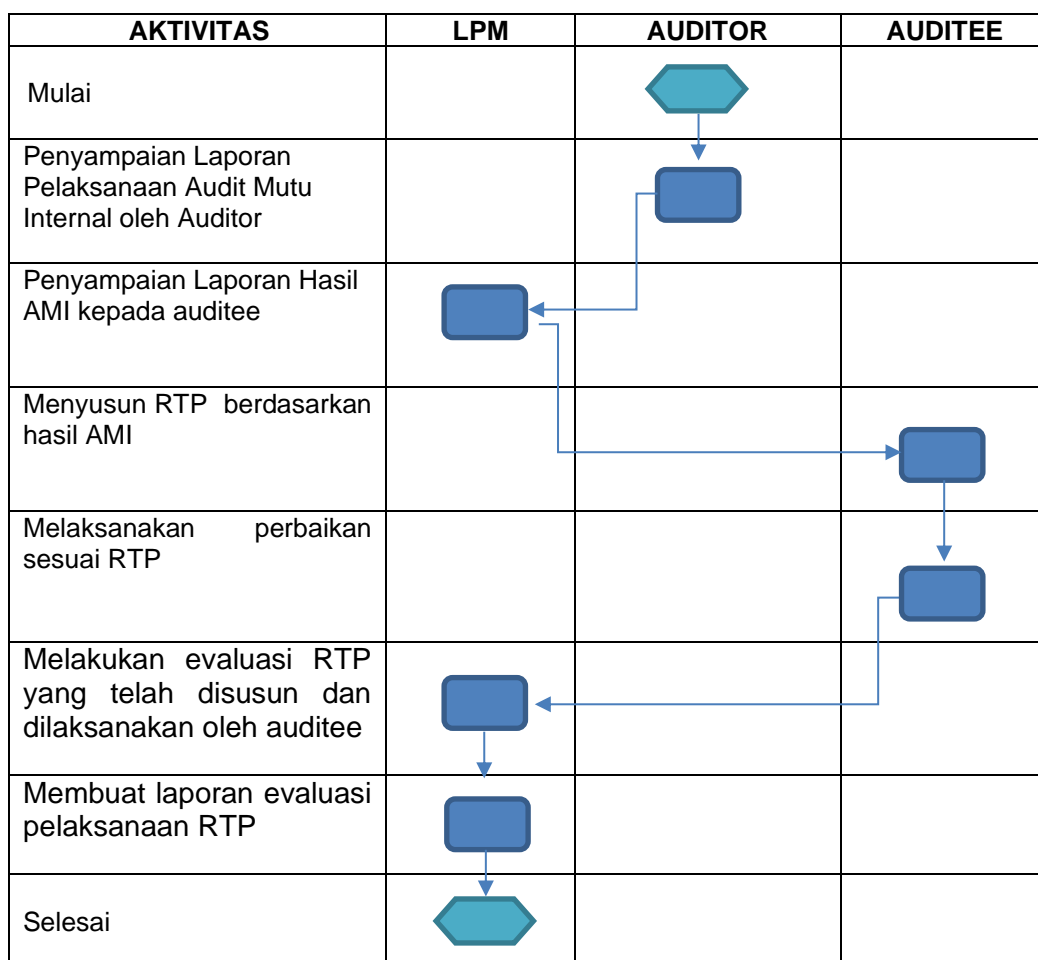 AKTIVITAS LPM AUDITOR AUDITEE
Mulai
Penyampaian Laporan
Pelaksanaan Audit Mutu
Internal oleh Auditor
Penyampaian Laporan Hasil
AMI kepada auditee
Menyusun RTP berdasarkan
hasil AMI
Melaksanakan perbaikan
sesuai RTP
Melakukan evaluasi RTP
yang telah disusun dan
dilaksanakan oleh auditee
Membuat laporan evaluasi
pelaksanaan RTP
Selesai